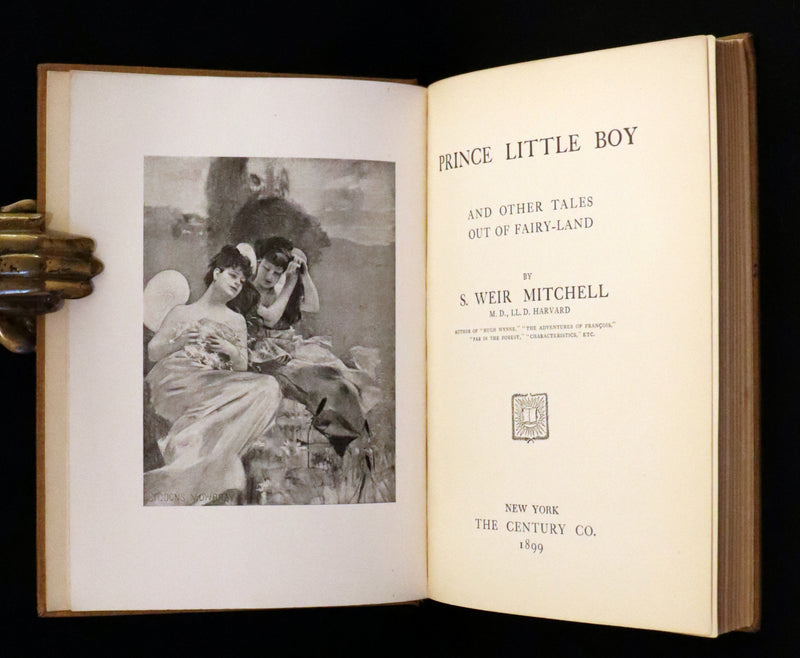 PRINCE LITTLE BOY
AND OTHER TALES
OUT OF FAIRY-LAND
BY
S. WEIR MITCHELL
M. D., LL. D. HARVARD
AUTHOR OF "HUGH WYNNE," "THE ADVENTURES OF FRANÇOIS,"
"FAR IN THE FOREST," "CHARACTERISTICS," ETC.
NEW YORK
THE CENTURY CO.
1899